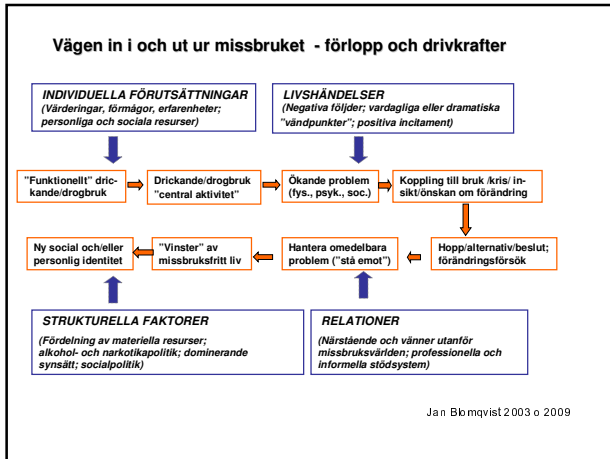 Vägen in i och ut ur missbruket - förlopp och drivkrafter
INDIVIDUELLA FÖRUTSÄTTNINGAR
(Värderingar, förmågor, erfarenheter;
personliga och sociala resurser)
LIVSHÄNDELSER
(Negativa följder; vardagliga eller dramatiska
"vändpunkter"; positiva incitament)
"Funktionellt" dric-
kande/drogbruk
Drickande/drogbruk
"central aktivitet"
Ökande problem
(fys., psyk., soc.)
Koppling till bruk /kris/ in-
sikt/önskan om förändring
Hopp/alternativ/beslut;
förändringsförsök
Hantera omedelbara
problem ("stå emot")
"Vinster" av
missbruksfritt liv
Ny social och/eller
personlig identitet
STRUKTURELLA FAKTORER
(Fördelning av materiella resurser;
alkohol- och narkotikapolitik; dominerande
synsätt; socialpolitik)
RELATIONER
(Närstående och vänner utanför
missbruksvärlden; professionella och
informella stödsystem)
Jan Blomqvist 2003 o 2009